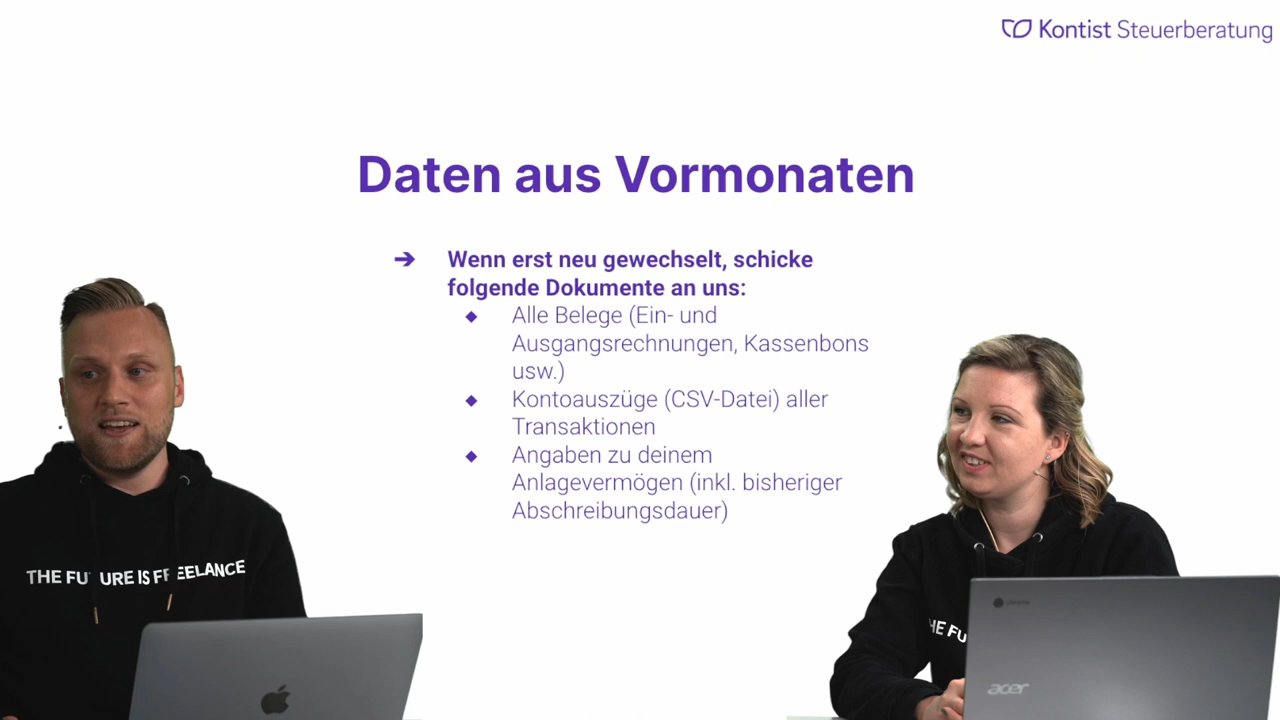 Kontist Steuerberatung
Daten aus Vormonaten
➔ Wenn erst neu gewechselt, schicke
folgende Dokumente an uns:
◆ Alle Belege (Ein- und
Ausgangsrechnungen, Kassenbons
usw.)
◆ Kontoauszüge (CSV-Datei) aller
Transaktionen
◆ Angaben zu deinem
Anlagevermögen (inkl. bisheriger
Abschreibungsdauer)
THE FUTURE IS FREELANCE
HE FU
acer